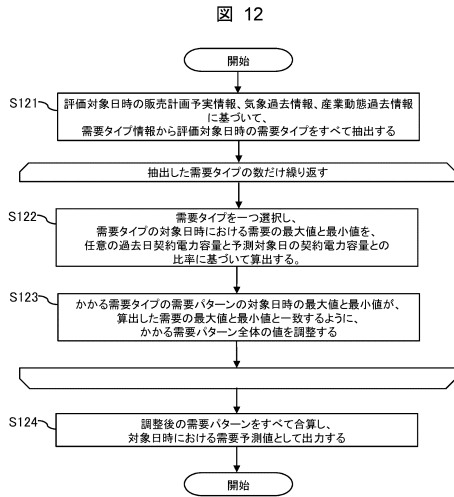 図 12
開始
S121
評価対象日時の販売計画予実情報、気象過去情報、産業動態過去情報
に基づいて、
需要タイプ情報から評価対象日時の需要タイプをすべて抽出する
抽出した需要タイプの数だけ繰り返す
S122
需要タイプを一つ選択し、
需要タイプの対象日時における需要の最大値と最小値を、
任意の過去日契約電力容量と予測対象日の契約電力容量との
比率に基づいて算出する。
S123
かかる需要タイプの需要パターンの対象日時の最大値と最小値が、
算出した需要の最大値と最小値と一致するように、
かかる需要パターン全体の値を調整する
S124
調整後の需要パターンをすべて合算し、
対象日時における需要予測値として出力する
開始